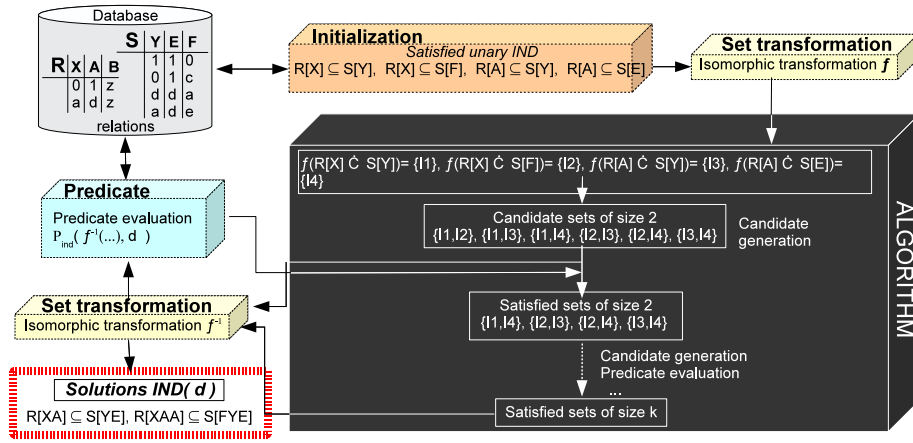 Database
S Y E F
1 1 0
0 1 c
d d a
a d e
R X A B
0 1 z
a d z
relations
Initialization
Satisfied unary IND
R[X] ⊆ S[Y], R[X] ⊆ S[F], R[A] ⊆ S[Y], R[A] ⊆ S[E]
Set transformation
Isomorphic transformation f
ƒ(R[X] Ċ S[Y])= {I1}, ƒ(R[X] Ċ S[F])= {I2}, ƒ(R[A] Ċ S[Y])= {I3}, ƒ(R[A] Ċ S[E])=
{I4}
Candidate sets of size 2
{I1,I2}, {I1,I3}, {I1,I4}, {I2,I3}, {I2,I4}, {I3,I4}
Candidate
generation
Predicate
Predicate evaluation
P_ind( f⁻¹(...), d )
Satisfied sets of size 2
{I1,I4}, {I2,I3}, {I2,I4}, {I3,I4}
Set transformation
Isomorphic transformation f⁻¹
Candidate generation
Predicate evaluation
...
Satisfied sets of size k
ALGORITHM
Solutions IND( d )
R[XA] ⊆ S[YE], R[XAA] ⊆ S[FYE]